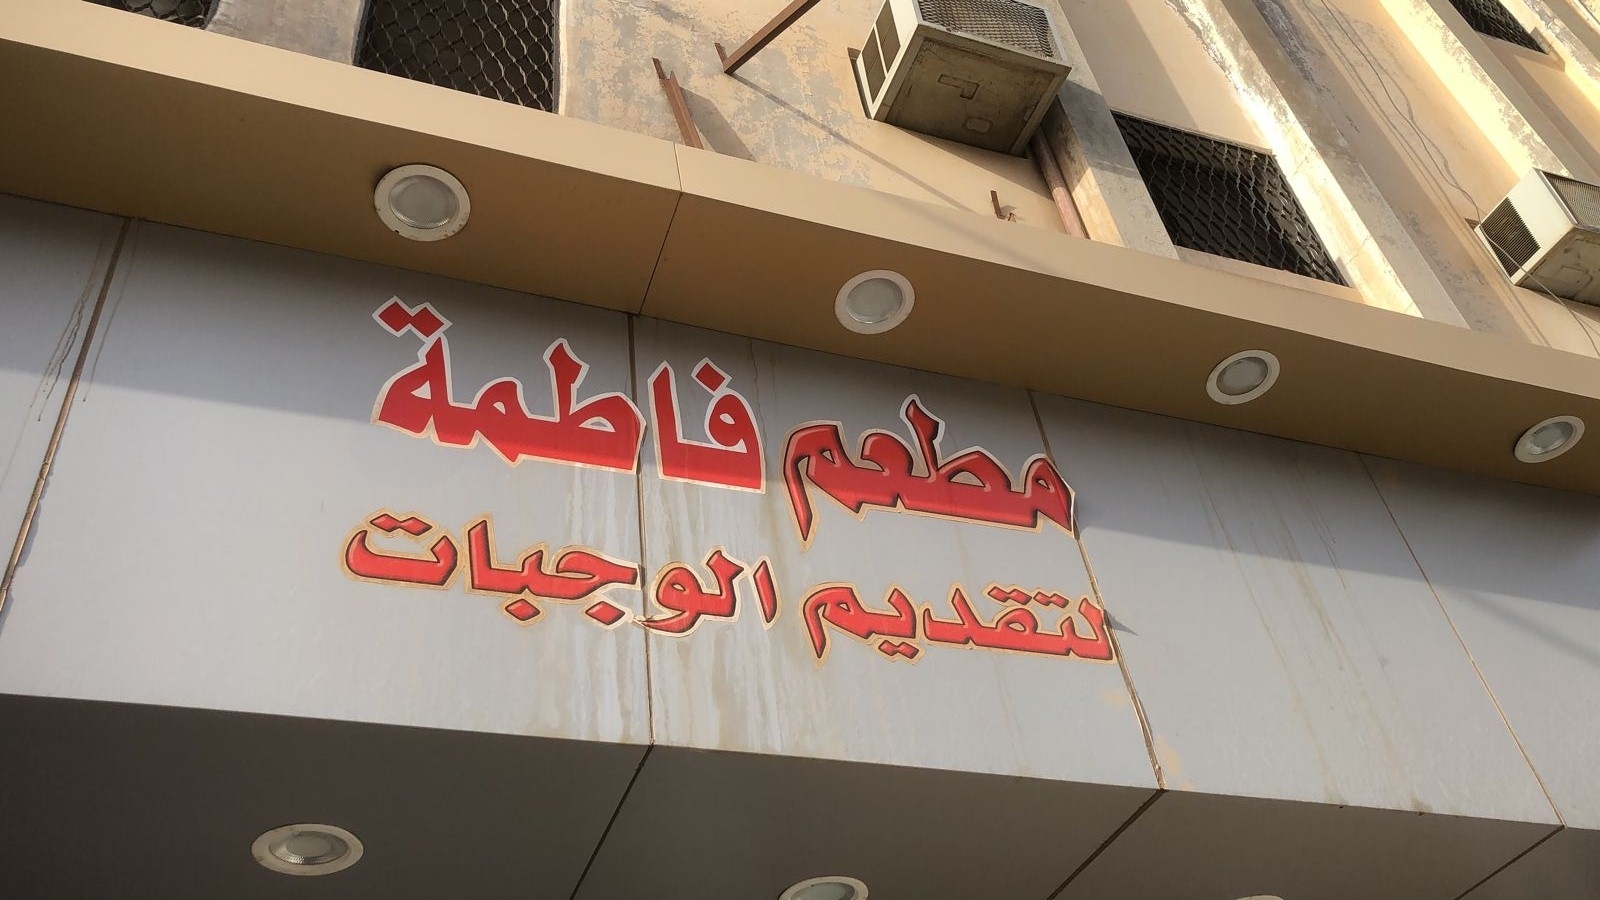 مطعم فاطمة
لتقديم الوجبات